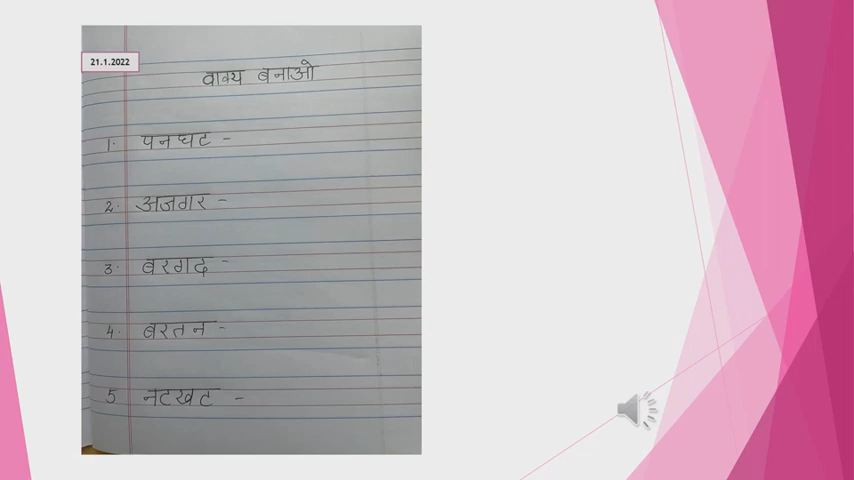 21.1.2022
वाक्य बनाओ
1. पनघट -
2. अजगर -
3. बरगद -
4. बरतन -
5 नटखट -